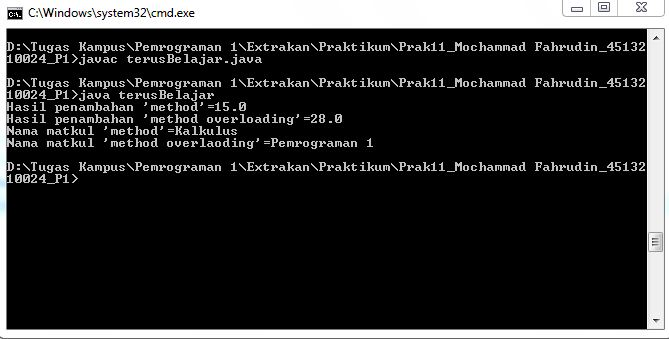 C:\Windows\system32\cmd.exe
D:\Tugas Kampus\Pemrograman 1\Extrakan\Praktikum\Prak11_Mochammad Fahrudin_45132
10024_P1>javac terusBelajar.java
D:\Tugas Kampus\Pemrograman 1\Extrakan\Praktikum\Prak11_Mochammad Fahrudin_45132
10024_P1>java terusBelajar
Hasil penambahan 'method'=15.0
Hasil penambahan 'method overloading'=28.0
Nama matkul 'method'=Kalkulus
Nama matkul 'method overlaoding'=Pemrograman 1
D:\Tugas Kampus\Pemrograman 1\Extrakan\Praktikum\Prak11_Mochammad Fahrudin_45132
10024_P1>